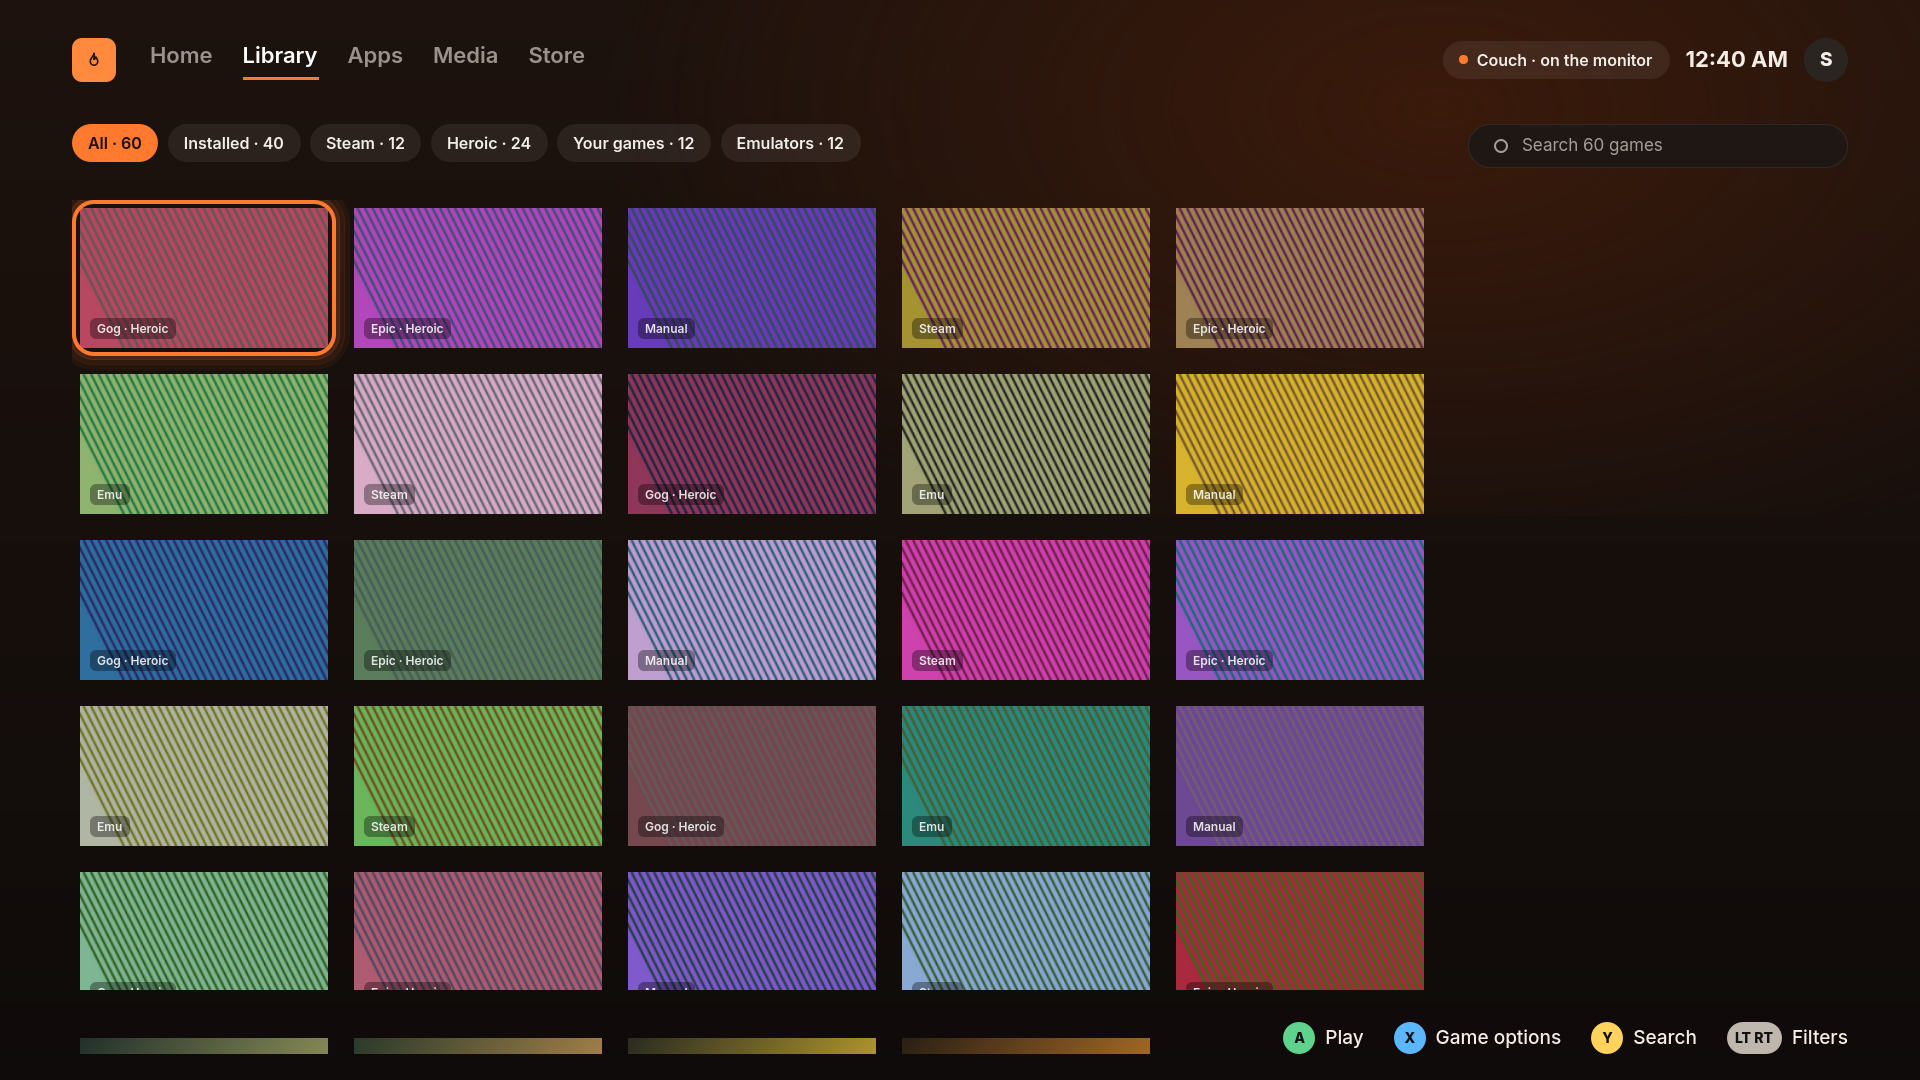 Home Library Apps Media Store
Couch · on the monitor 12:40 AM S
All · 60 Installed · 40 Steam · 12 Heroic · 24 Your games · 12 Emulators · 12
Search 60 games
Gog · Heroic Epic · Heroic Manual Steam Epic · Heroic
Emu Steam Gog · Heroic Emu Manual
Gog · Heroic Epic · Heroic Manual Steam Epic · Heroic
Emu Steam Gog · Heroic Emu Manual
A Play X Game options Y Search LT RT Filters